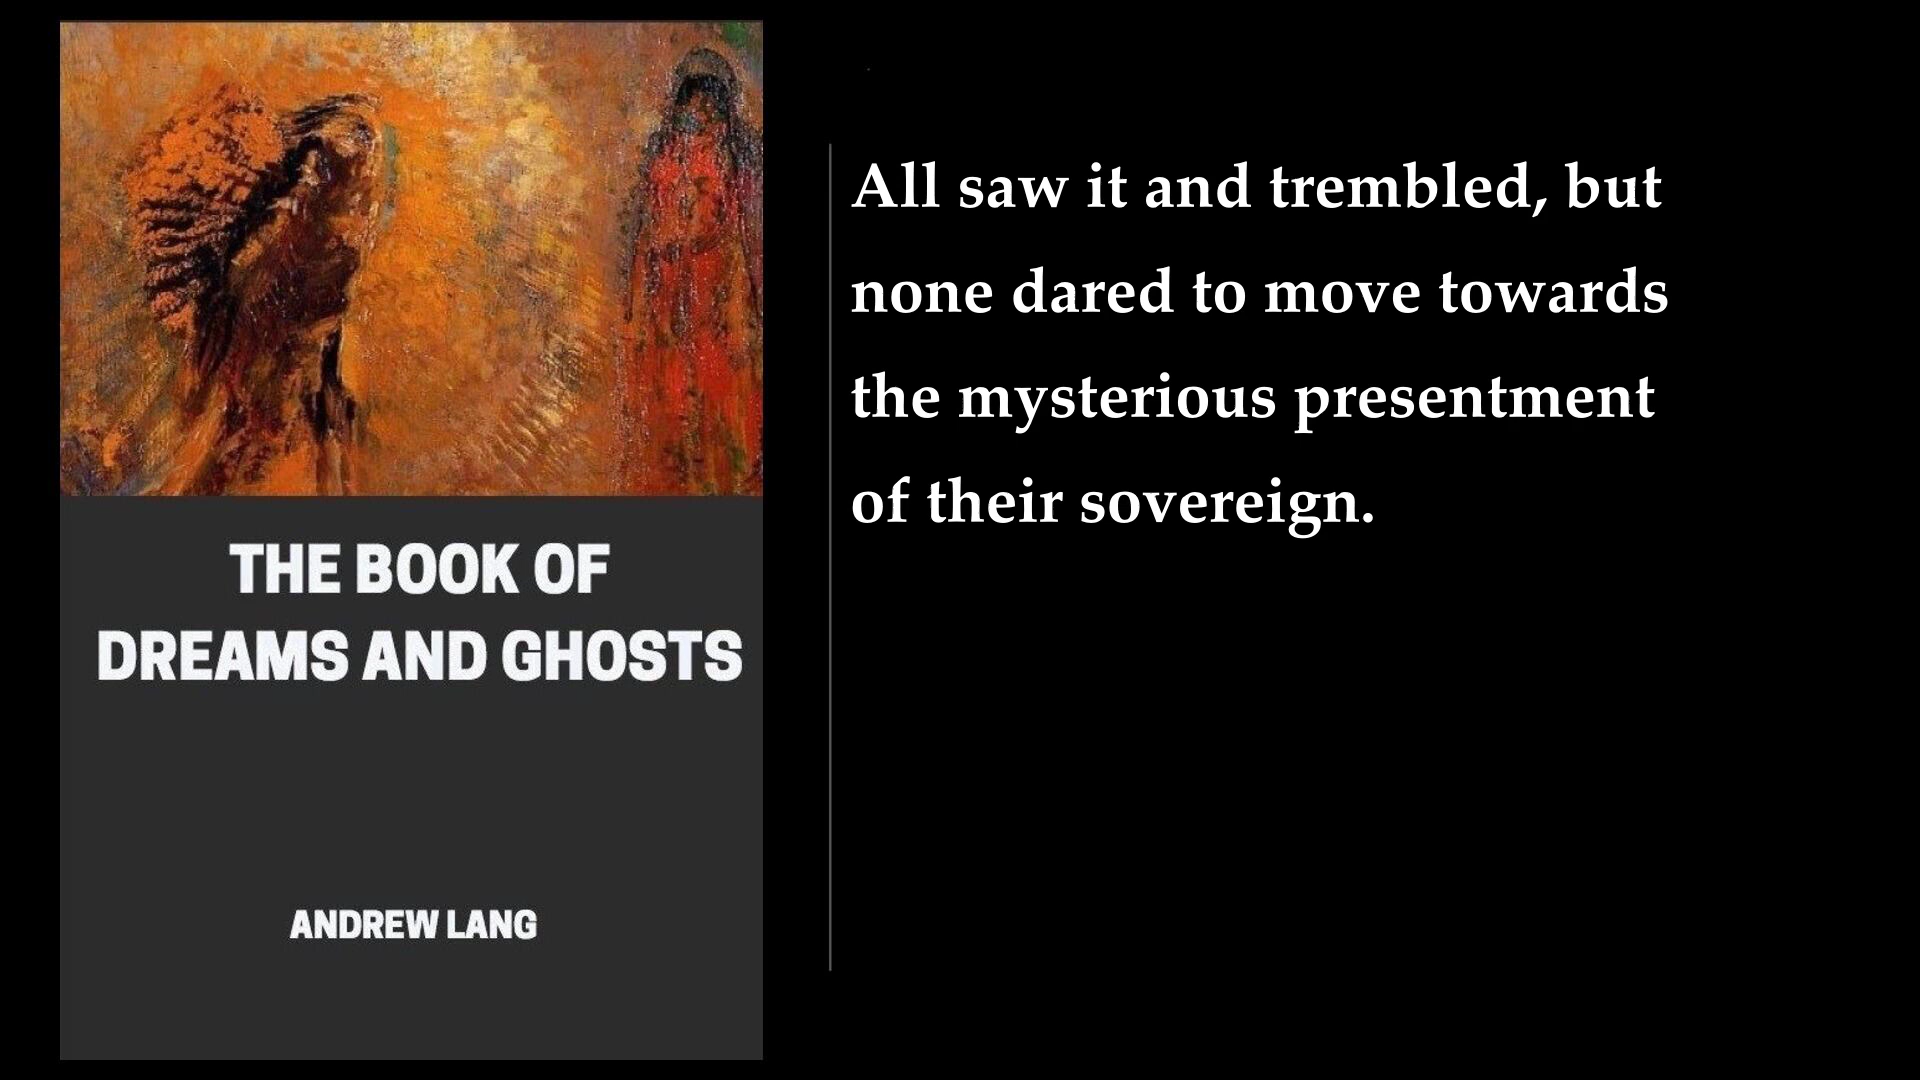 THE BOOK OF
DREAMS AND GHOSTS
ANDREW LANG
All saw it and trembled, but
none dared to move towards
the mysterious presentment
of their sovereign.